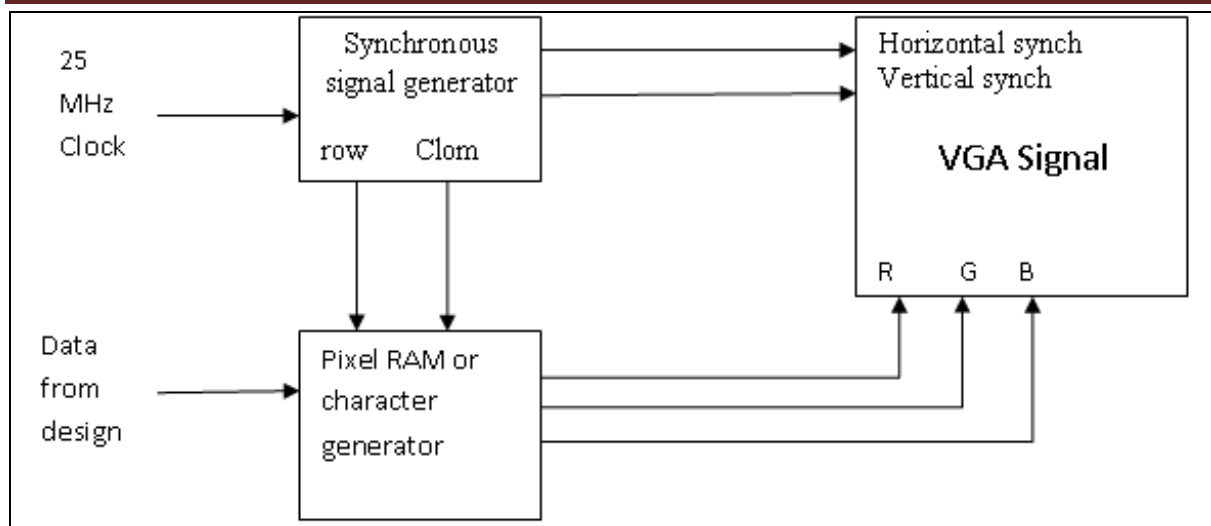 25
MHz
Clock
Synchronous
signal generator
row Clom
Horizontal synch
Vertical synch
VGA Signal
R G B
Data
from
design
Pixel RAM or
character
generator